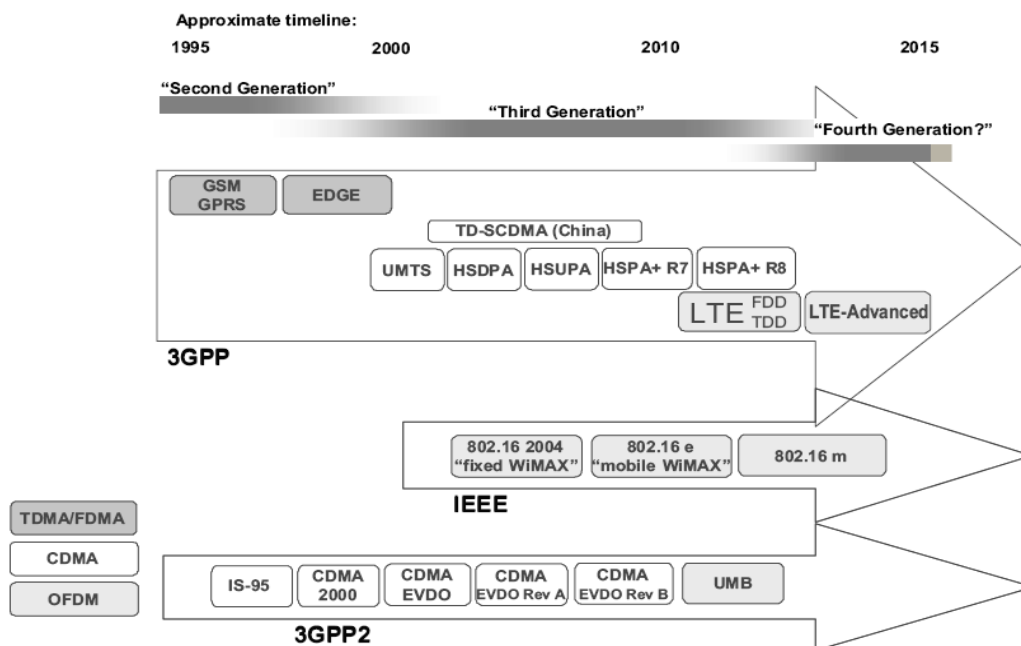 Approximate timeline:
1995 2000 2010 2015
“Second Generation”
“Third Generation”
“Fourth Generation?”
GSM
GPRS
EDGE
TD-SCDMA (China)
UMTS
HSDPA
HSUPA
HSPA+ R7
HSPA+ R8
LTE FDD
TDD
LTE-Advanced
3GPP
802.16 2004
“fixed WiMAX”
802.16 e
“mobile WiMAX”
802.16 m
IEEE
TDMA/FDMA
CDMA
OFDM
IS-95
CDMA
2000
CDMA
EVDO
CDMA
EVDO Rev A
CDMA
EVDO Rev B
UMB
3GPP2